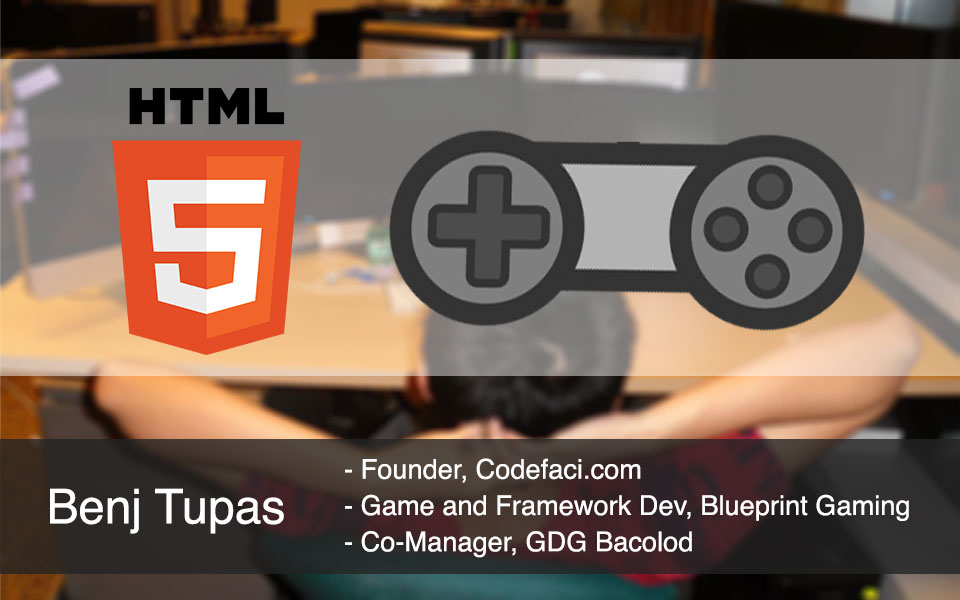 HTML
5
Benj Tupas
- Founder, Codefaci.com
- Game and Framework Dev, Blueprint Gaming
- Co-Manager, GDG Bacolod